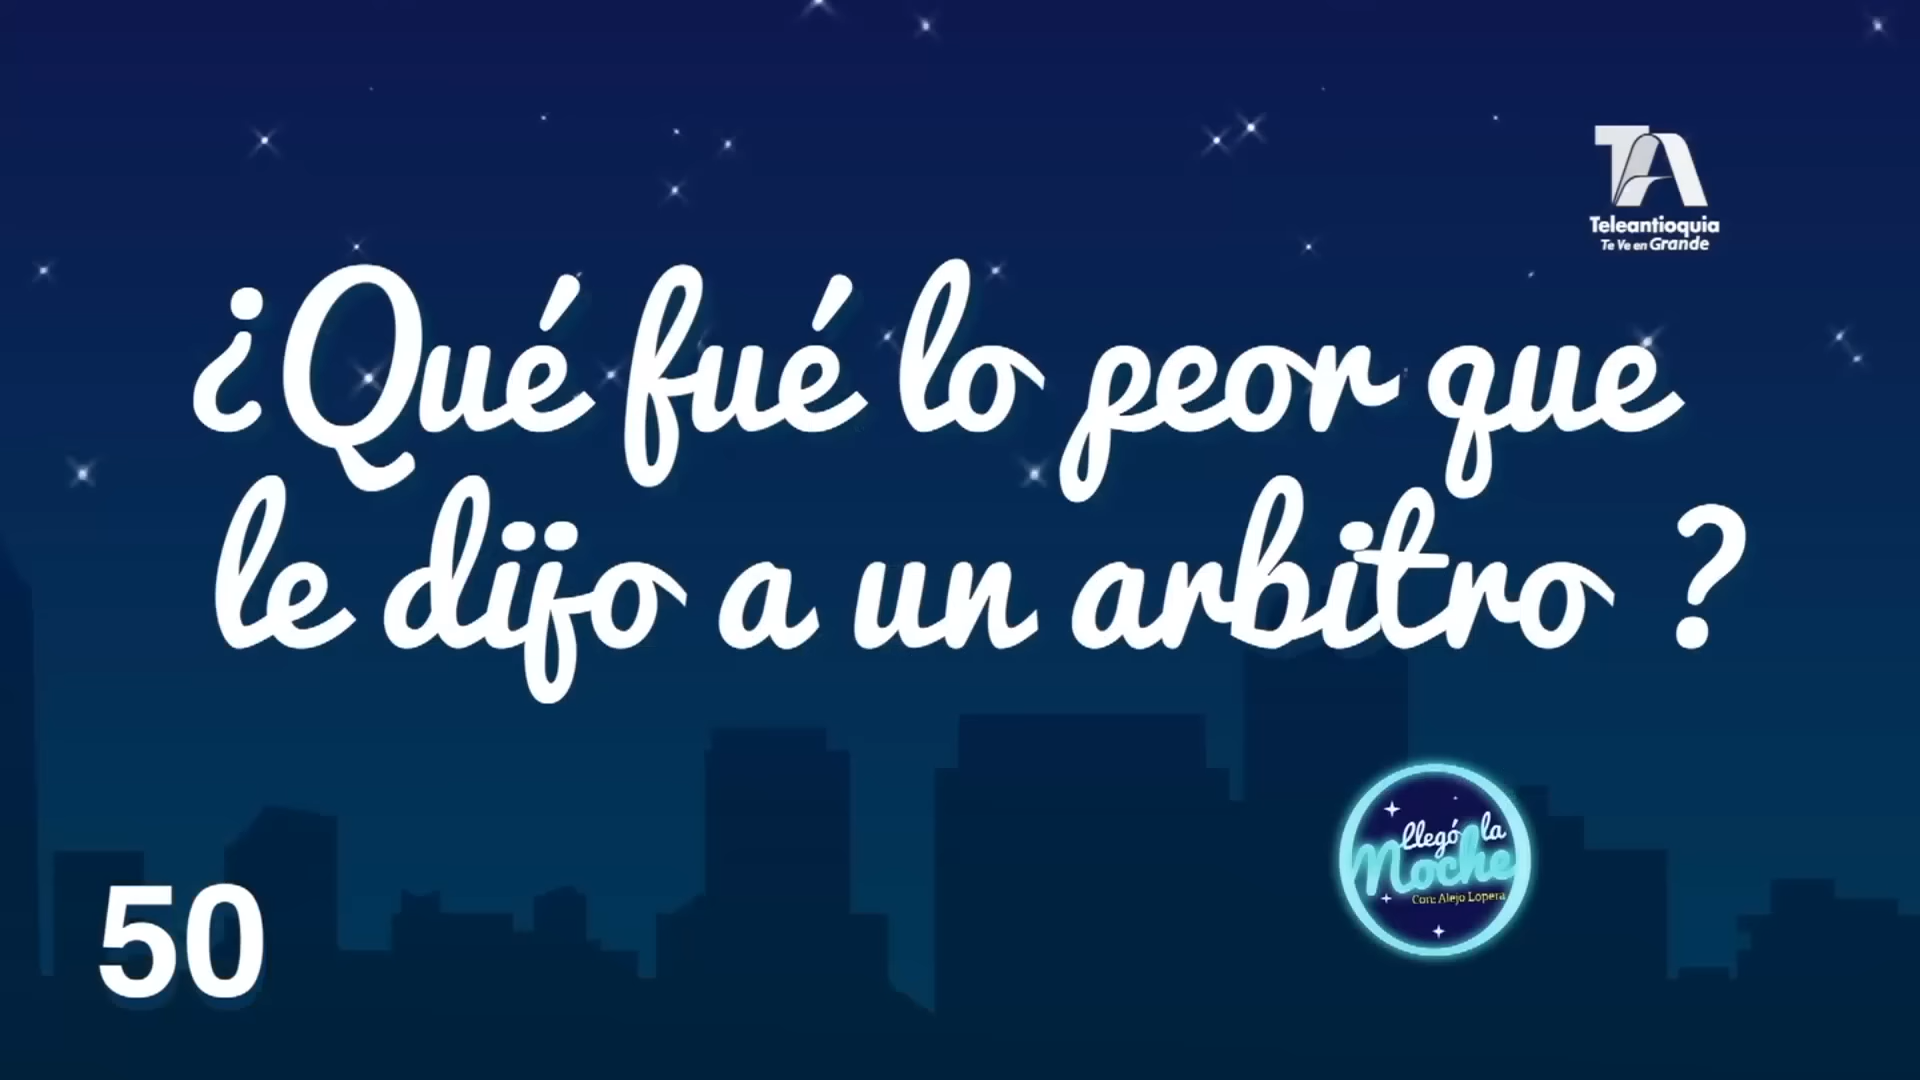 TA
Teleantioquia
Te Ve en Grande
¿Qué fué lo peor que
le dijo a un arbitro ?
Llegó la
Noche
Con: Alejo Lopera
50